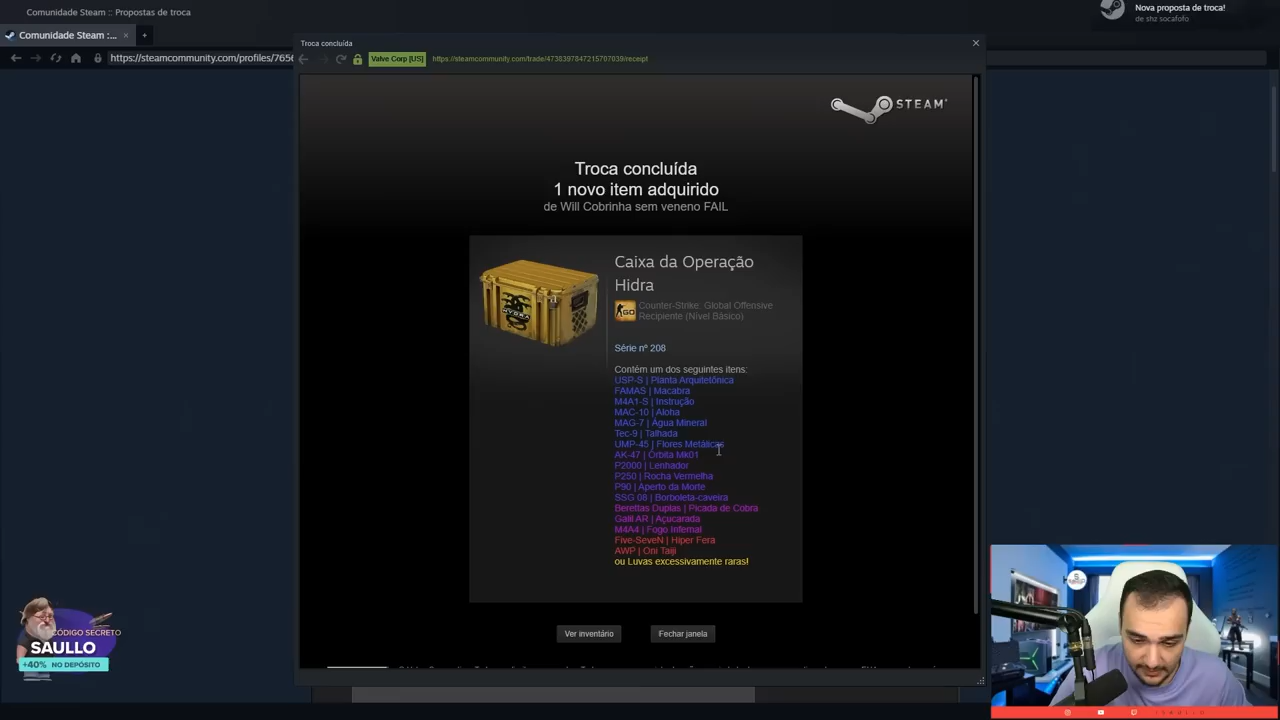 Comunidade Steam :: Propostas de troca
Nova proposta de troca!
de shz socafofo
Comunidade Steam :...
https://steamcommunity.com/profiles/7656
Troca concluída
Valve Corp [US]
https://steamcommunity.com/trade/4738397847215707039/receipt
STEAM
Troca concluída
1 novo item adquirido
de Will Cobrinha sem veneno FAIL
HYDRA
Caixa da Operação
Hidra
Counter-Strike: Global Offensive
Recipiente (Nível Básico)
Série nº 208
Contém um dos seguintes itens:
USP-S | Planta Arquitetônica
FAMAS | Macabra
M4A1-S | Instrução
MAC-10 | Aloha
MAG-7 | Água Mineral
Tec-9 | Talhada
UMP-45 | Flores Metálicas
AK-47 | Órbita Mk01
P2000 | Lenhador
P250 | Rocha Vermelha
P90 | Aperto da Morte
SSG 08 | Borboleta-caveira
Berettas Duplas | Picada de Cobra
Galil AR | Açucarada
M4A4 | Fogo Infernal
Five-SeveN | Hiper Fera
AWP | Oni Taiji
ou Luvas excessivamente raras!
Ver inventário
Fechar janela
CÓDIGO SECRETO
SAULLO
+40% NO DEPÓSITO